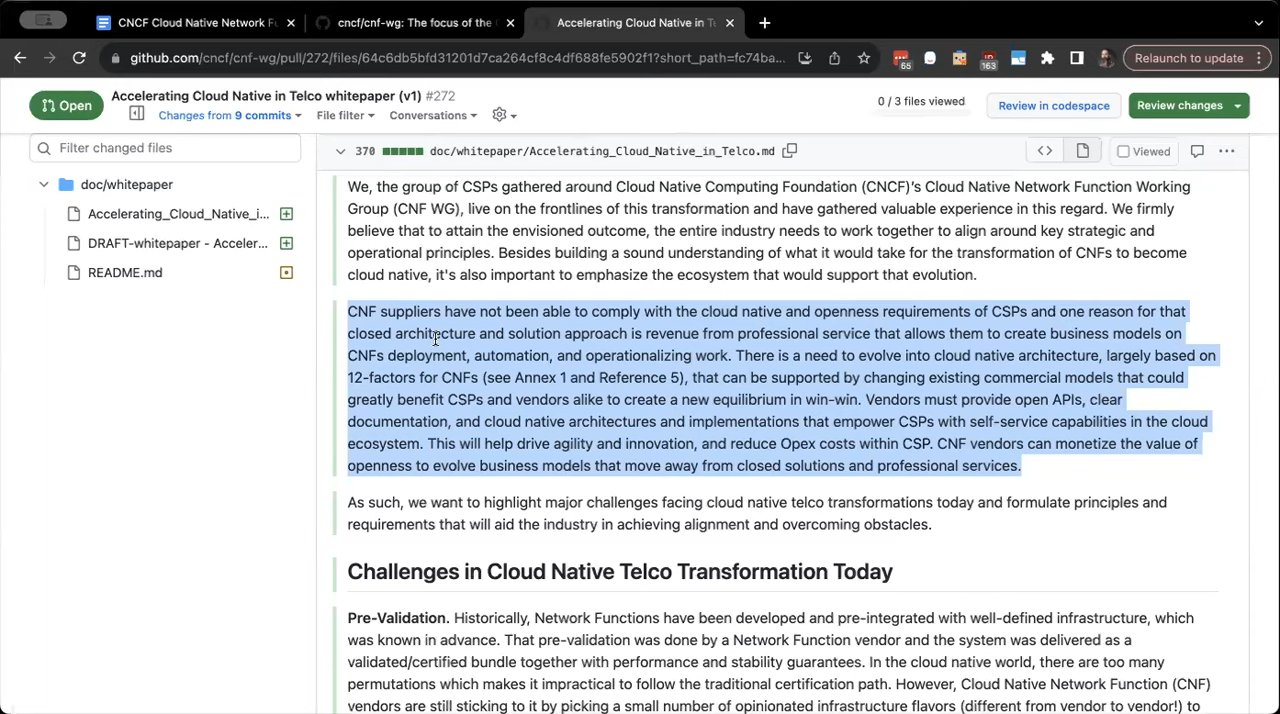 CNCF Cloud Native Network F
cncf/cnf-wg: The focus of the
Accelerating Cloud Native in Te
github.com/cncf/cnf-wg/pull/272/files/64c6db5bfd31201d7ca264cf8c4df688fe5902f1?short_path=fc74ba...
65
163
Relaunch to update
Open
Accelerating Cloud Native in Telco whitepaper (v1) #272
Changes from 9 commits
File filter
Conversations
0 / 3 files viewed
Review in codespace
Review changes
Filter changed files
370
doc/whitepaper/Accelerating_Cloud_Native_in_Telco.md
Viewed
doc/whitepaper
Accelerating_Cloud_Native_i...
DRAFT-whitepaper - Acceler...
README.md
We, the group of CSPs gathered around Cloud Native Computing Foundation (CNCF)'s Cloud Native Network Function Working
Group (CNF WG), live on the frontlines of this transformation and have gathered valuable experience in this regard. We firmly
believe that to attain the envisioned outcome, the entire industry needs to work together to align around key strategic and
operational principles. Besides building a sound understanding of what it would take for the transformation of CNFs to become
cloud native, it's also important to emphasize the ecosystem that would support that evolution.
CNF suppliers have not been able to comply with the cloud native and openness requirements of CSPs and one reason for that
closed architecture and solution approach is revenue from professional service that allows them to create business models on
CNFs deployment, automation, and operationalizing work. There is a need to evolve into cloud native architecture, largely based on
12-factors for CNFs (see Annex 1 and Reference 5), that can be supported by changing existing commercial models that could
greatly benefit CSPs and vendors alike to create a new equilibrium in win-win. Vendors must provide open APIs, clear
documentation, and cloud native architectures and implementations that empower CSPs with self-service capabilities in the cloud
ecosystem. This will help drive agility and innovation, and reduce Opex costs within CSP. CNF vendors can monetize the value of
openness to evolve business models that move away from closed solutions and professional services.
As such, we want to highlight major challenges facing cloud native telco transformations today and formulate principles and
requirements that will aid the industry in achieving alignment and overcoming obstacles.
Challenges in Cloud Native Telco Transformation Today
Pre-Validation. Historically, Network Functions have been developed and pre-integrated with well-defined infrastructure, which
was known in advance. That pre-validation was done by a Network Function vendor and the system was delivered as a
validated/certified bundle together with performance and stability guarantees. In the cloud native world, there are too many
permutations which makes it impractical to follow the traditional certification path. However, Cloud Native Network Function (CNF)
vendors are still sticking to it by picking a small number of opinionated infrastructure flavors (different from vendor to vendor!) to